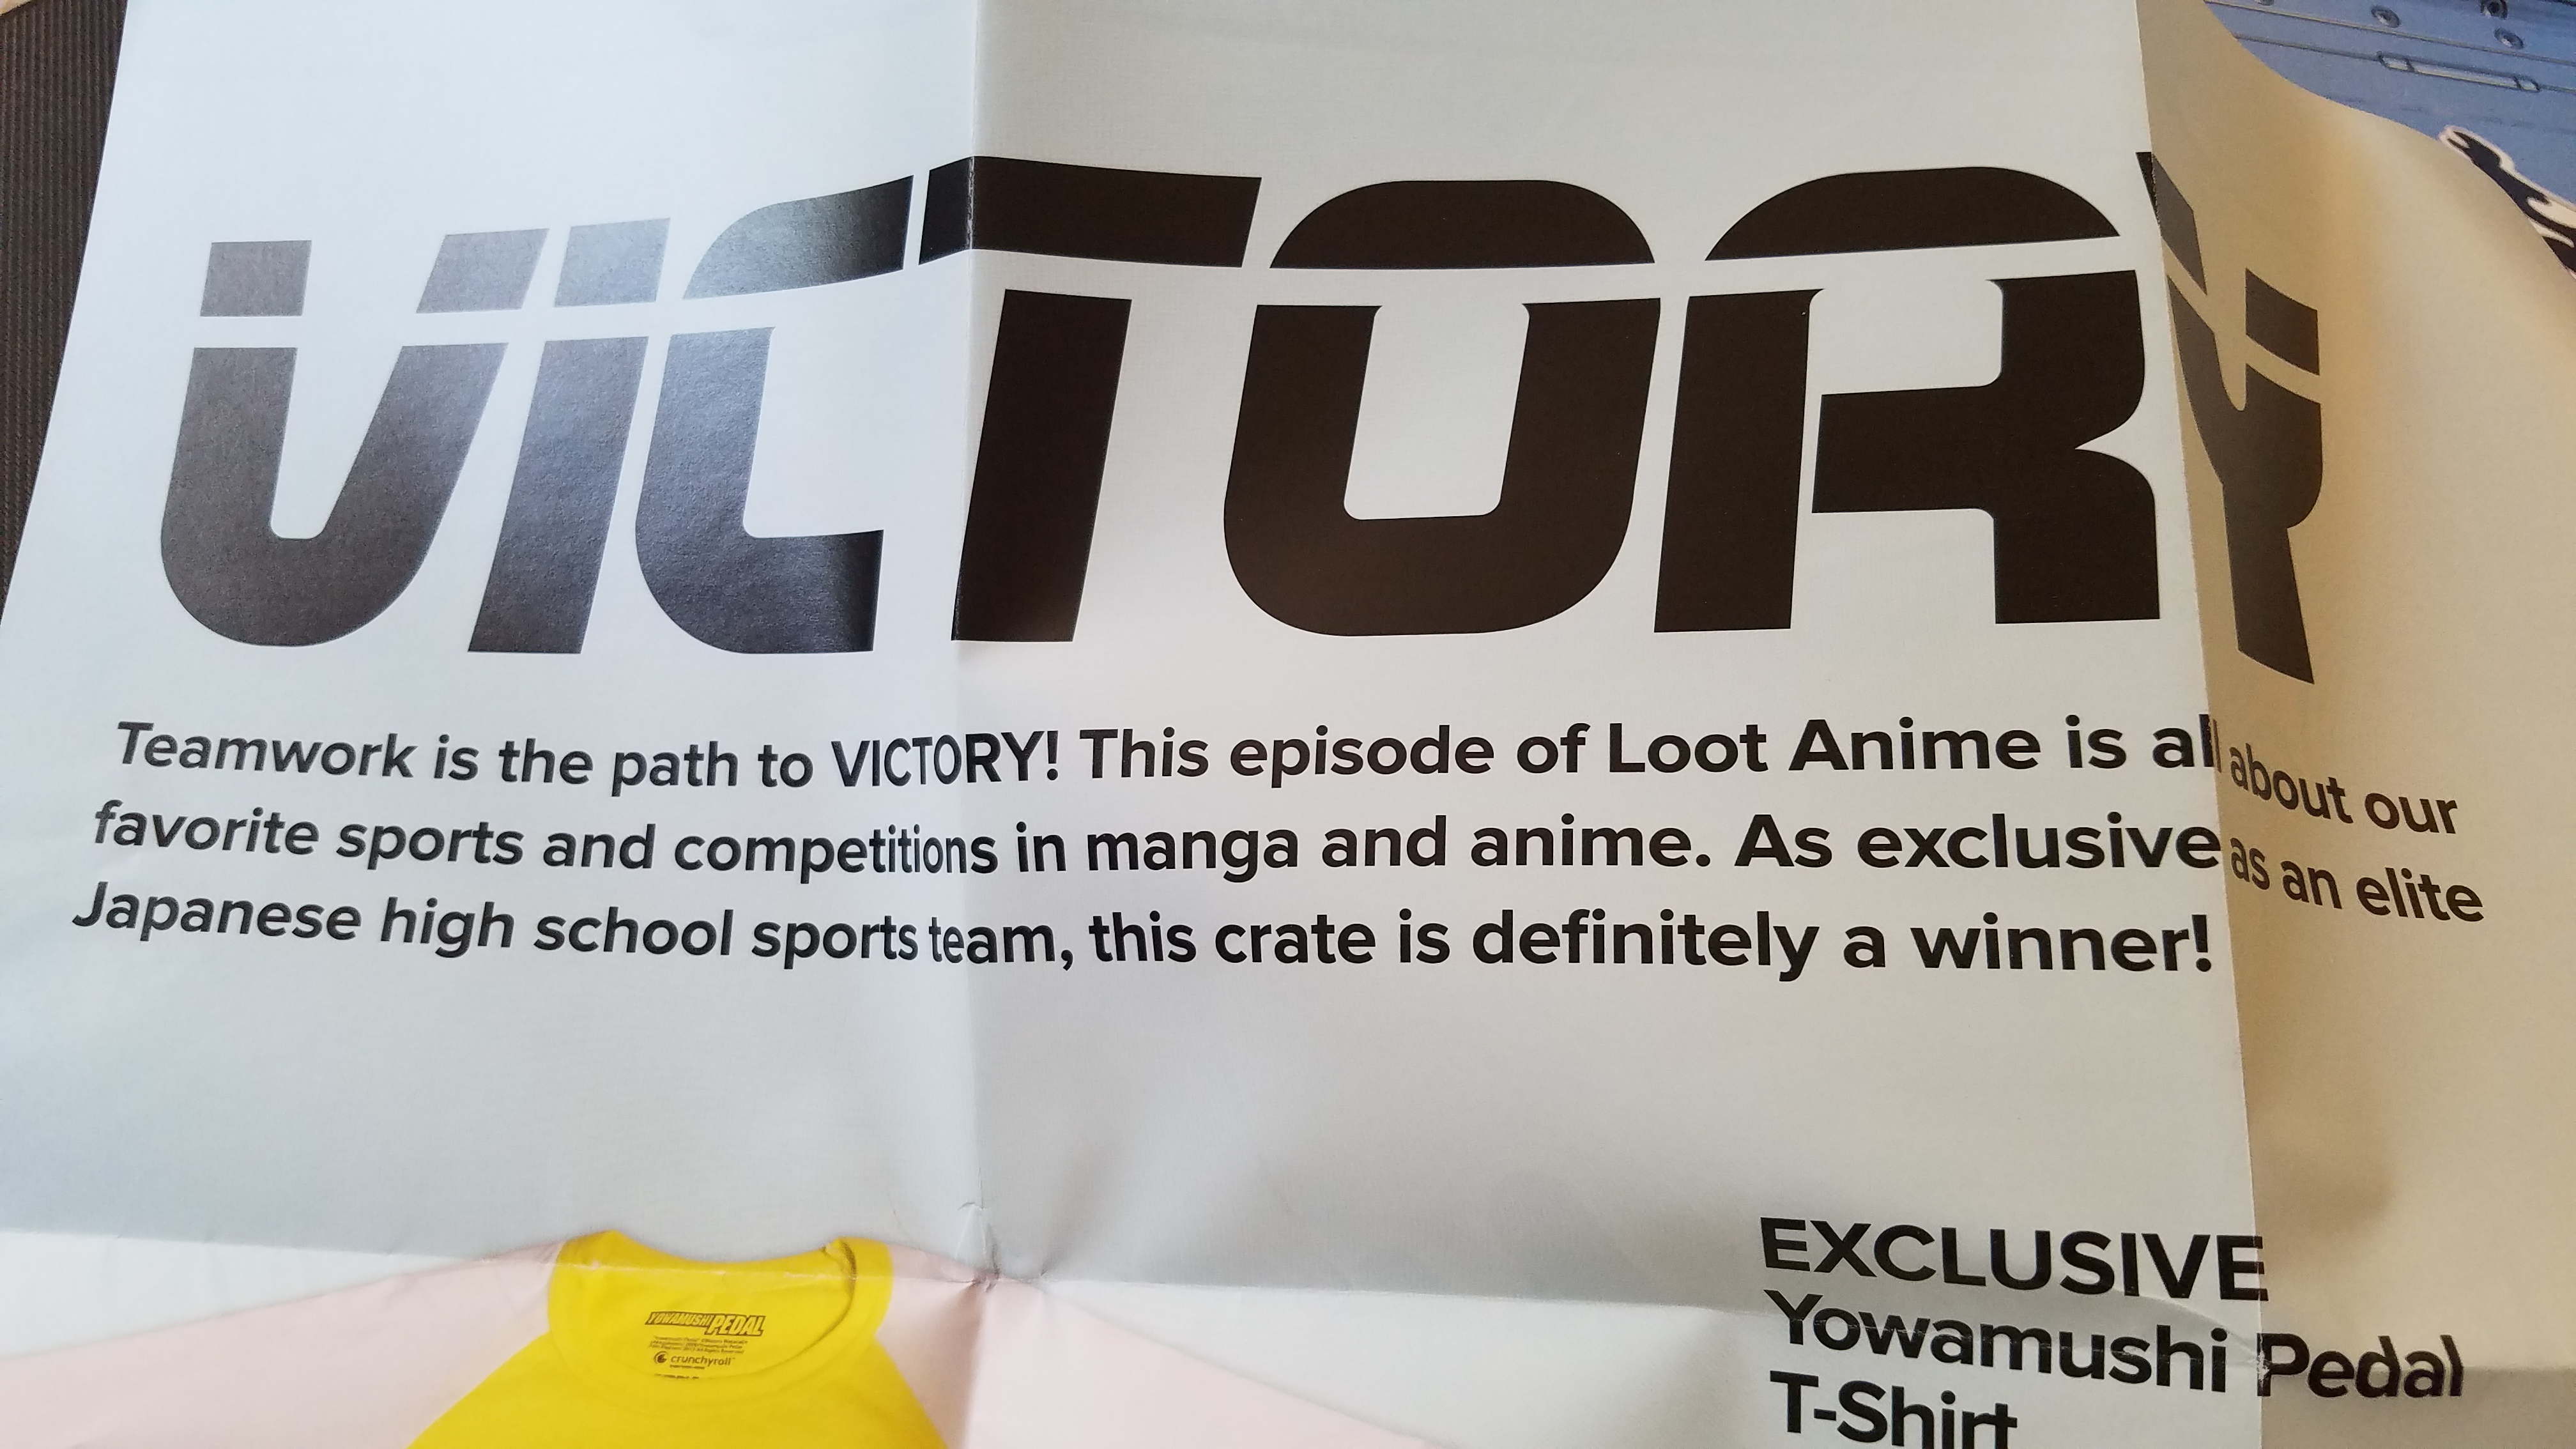 VICTORY
Teamwork is the path to VICTORY! This episode of Loot Anime is all about our
favorite sports and competitions in manga and anime. As exclusive as an elite
Japanese high school sports team, this crate is definitely a winner!
EXCLUSIVE
Yowamushi Pedal
T-Shirt
YOWAMUSHI PEDAL
crunchyroll